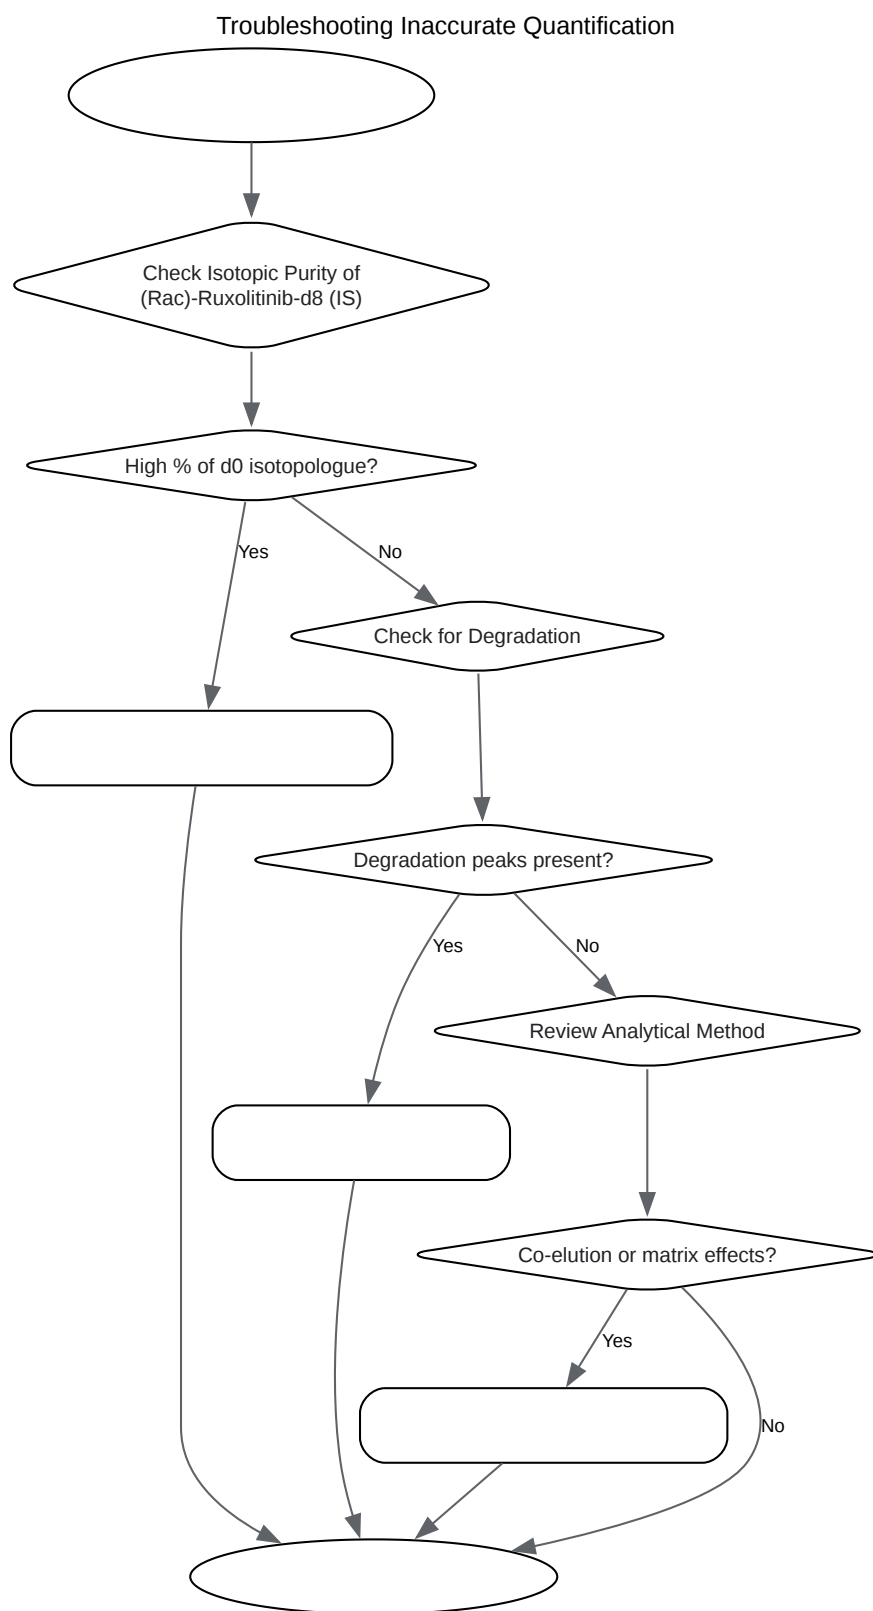 Troubleshooting Inaccurate Quantification
Check Isotopic Purity of
(Rac)-Ruxolitinib-d8 (IS)
High % of d0 isotopologue?
Yes
No
Check for Degradation
Degradation peaks present?
Yes
No
Review Analytical Method
Co-elution or matrix effects?
Yes
No